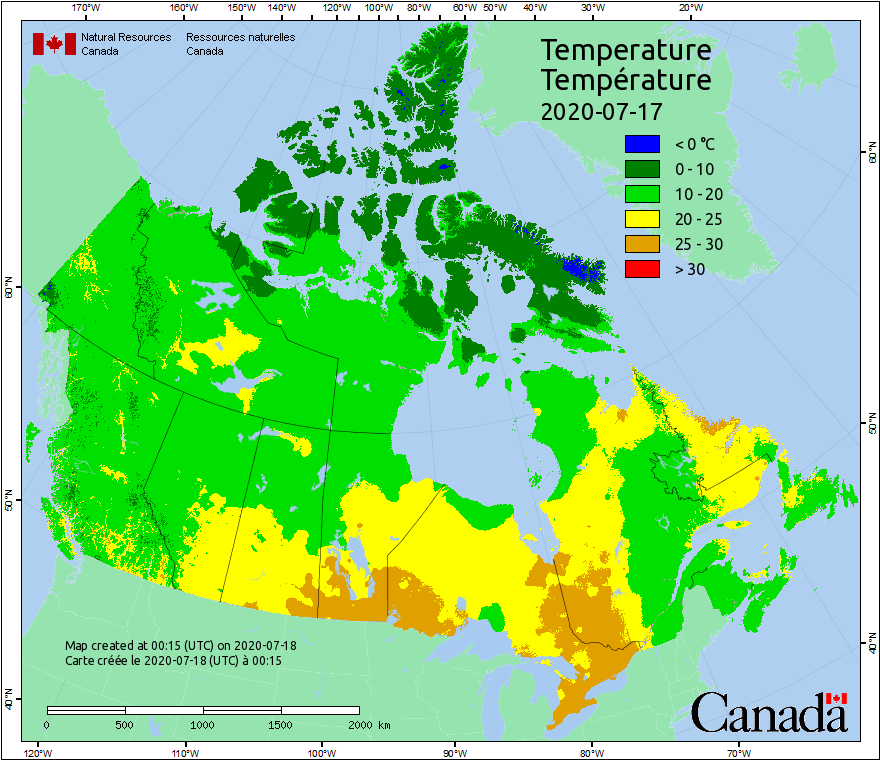 170°W 160°W 150°W 140°W 130°W 120°W 110°W 100°W 90°W 80°W 70°W 60°W 50°W 40°W 30°W 20°W
Natural Resources Canada
Ressources naturelles Canada
Temperature
Température
2020-07-17
< 0 °C
0 - 10
10 - 20
20 - 25
25 - 30
> 30
60°N
60°N
50°N
50°N
40°N
40°N
Map created at 00:15 (UTC) on 2020-07-18
Carte créée le 2020-07-18 (UTC) à 00:15
0 500 1000 1500 2000 km
Canada
120°W 110°W 100°W 90°W 80°W 70°W